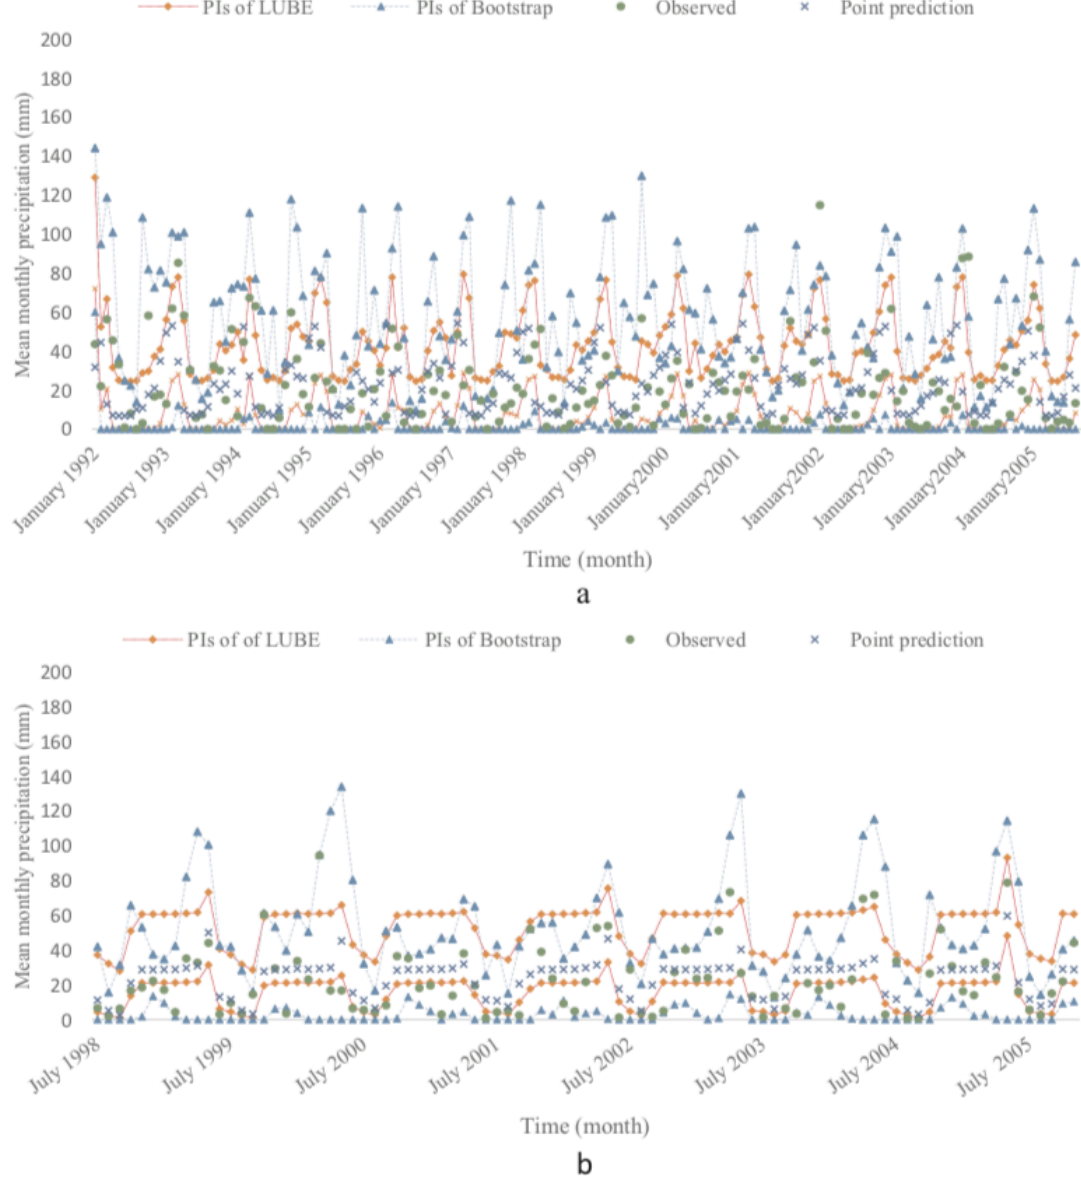 PIs of LUBE PIs of Bootstrap Observed Point prediction
200
180
160
140
120
100
80
60
40
20
0
Mean monthly precipitation (mm)
January 1992 January 1993 January 1994 January 1995 January 1996 January 1997 January 1998 January 1999 January2000 January2001 January2002 January2003 January2004 January2005
Time (month)
a
PIs of of LUBE PIs of Bootstrap Observed Point prediction
200
180
160
140
120
100
80
60
40
20
0
Mean monthly precipitation (mm)
July 1998 July 1999 July 2000 July 2001 July 2002 July 2003 July 2004 July 2005
Time (month)
b